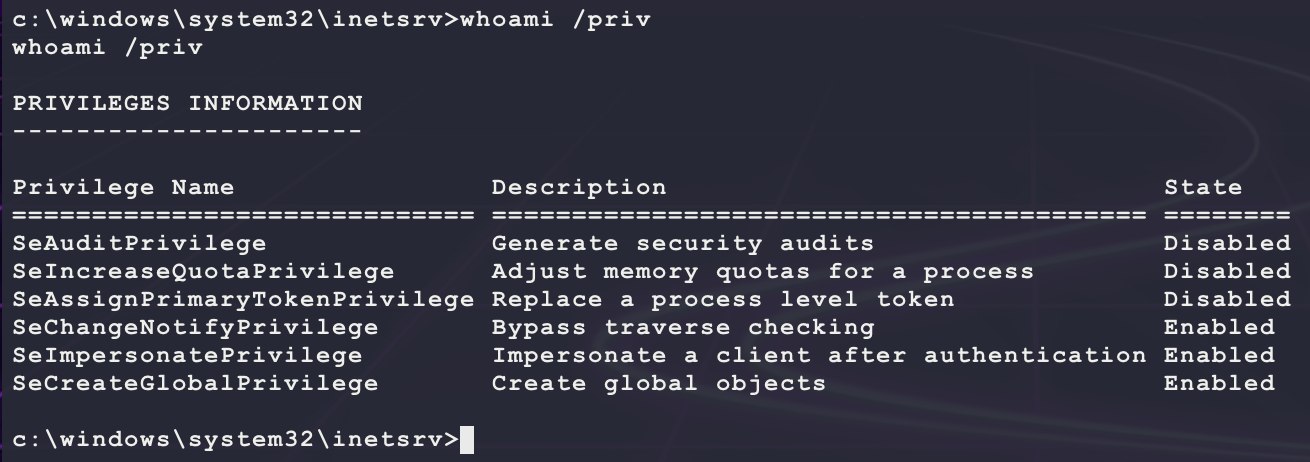 c:\windows\system32\inetsrv>whoami /priv
whoami /priv
PRIVILEGES INFORMATION
----------------------
Privilege Name                Description                               State
============================= ========================================= ========
SeAuditPrivilege              Generate security audits                  Disabled
SeIncreaseQuotaPrivilege      Adjust memory quotas for a process        Disabled
SeAssignPrimaryTokenPrivilege Replace a process level token             Disabled
SeChangeNotifyPrivilege       Bypass traverse checking                  Enabled
SeImpersonatePrivilege        Impersonate a client after authentication Enabled
SeCreateGlobalPrivilege       Create global objects                     Enabled
c:\windows\system32\inetsrv>